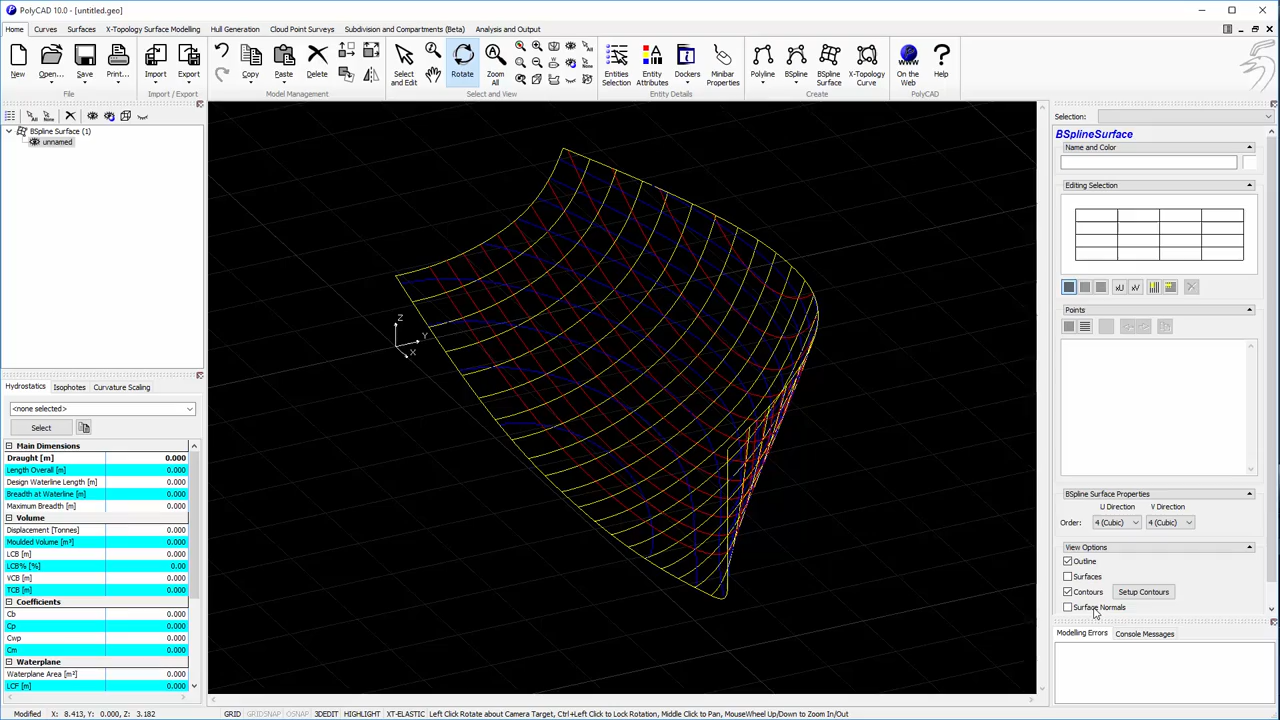 PolyCAD - [untitled.geo]
Home Curves Surfaces X-Topology Surface Modelling Hull Generation Cloud Point Surveys Subdivision and Compartments (Beta) Analysis and Output
New Open... Save Print... Import Export Copy Paste Delete Select and Edit Rotate Zoom All Entities Selection Entity Attributes Dockers Minibar Properties Polyline BSpline BSpline Surface X-Topology Curve On the Web Help
File Import / Export Model Management Select and View Entity Details Create PolyCAD
BSpline Surface (1)
unnamed
Hydrostatics Isophotes Curvature Scaling
<none selected>
Select
Main Dimensions
Draught [m] 0.000
Length Overall [m] 0.000
Design Waterline Length [m] 0.000
Breadth at Waterline [m] 0.000
Maximum Breadth [m] 0.000
Volume
Displacement [Tonnes] 0.000
Moulded Volume [m³] 0.000
LCB [m] 0.000
LCB% [%] 0.00
VCB [m] 0.000
TCB [m] 0.000
Coefficients
Cb 0.000
Cp 0.000
Cwp 0.000
Cm 0.000
Waterplane
Waterplane Area [m²] 0.000
LCF [m] 0.000
Z
Y
X
Selection:
BSplineSurface
Name and Color
Editing Selection
xU xV
Points
BSpline Surface Properties
U Direction V Direction
Order: 4 (Cubic) 4 (Cubic)
View Options
Outline
Surfaces
Contours Setup Contours
Surface Normals
Modelling Errors Console Messages
Modified X: 8.413, Y: 0.000, Z: 3.182 GRID GRIDSNAP OSNAP 3DEDIT HIGHLIGHT XT-ELASTIC Left Click Rotate about Camera Target, Ctrl+Left Click to Lock Rotation, Middle Click to Pan, MouseWheel Up/Down to Zoom In/Out